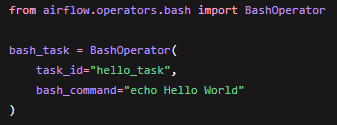 from airflow.operators.bash import BashOperator
bash_task = BashOperator(
    task_id="hello_task",
    bash_command="echo Hello World"
)